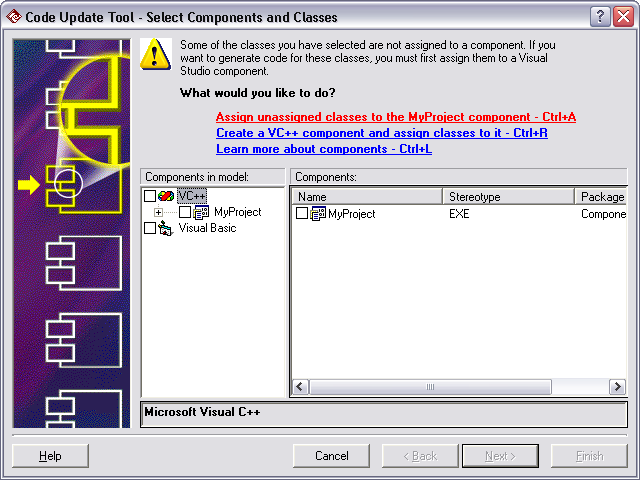 Code Update Tool - Select Components and Classes
Some of the classes you have selected are not assigned to a component. If you
want to generate code for these classes, you must first assign them to a Visual
Studio component.
What would you like to do?
Assign unassigned classes to the MyProject component - Ctrl+A
Create a VC++ component and assign classes to it - Ctrl+R
Learn more about components - Ctrl+L
Components in model:
VC++
MyProject
Visual Basic
Components:
Name Stereotype Package
MyProject EXE Compone
Microsoft Visual C++
Help Cancel < Back Next > Finish